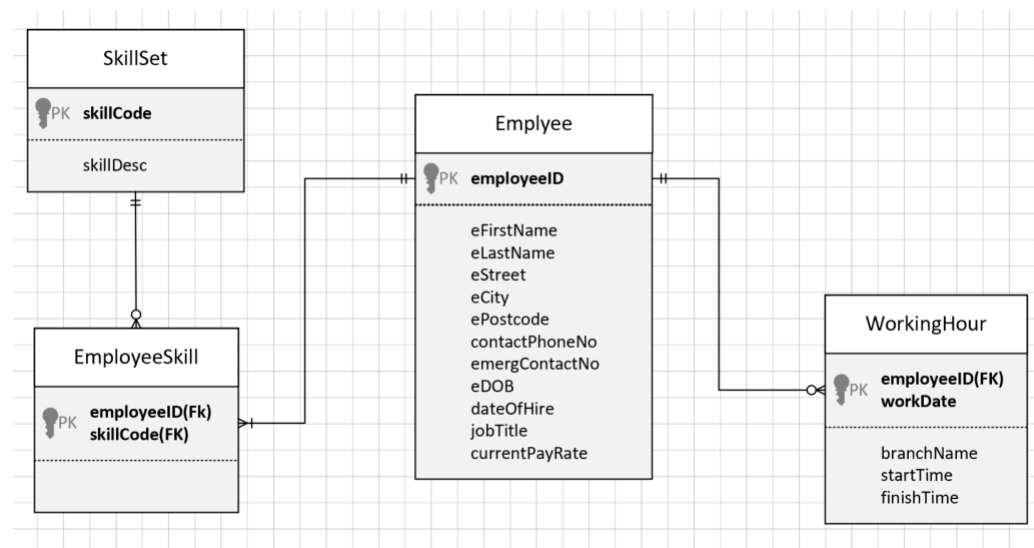 SkillSet
PK skillCode
skillDesc
Emplyee
PK employeeID
eFirstName
eLastName
eStreet
eCity
ePostcode
contactPhoneNo
emergContactNo
eDOB
dateOfHire
jobTitle
currentPayRate
EmployeeSkill
PK employeeID(Fk)
skillCode(FK)
WorkingHour
PK employeeID(FK)
workDate
branchName
startTime
finishTime